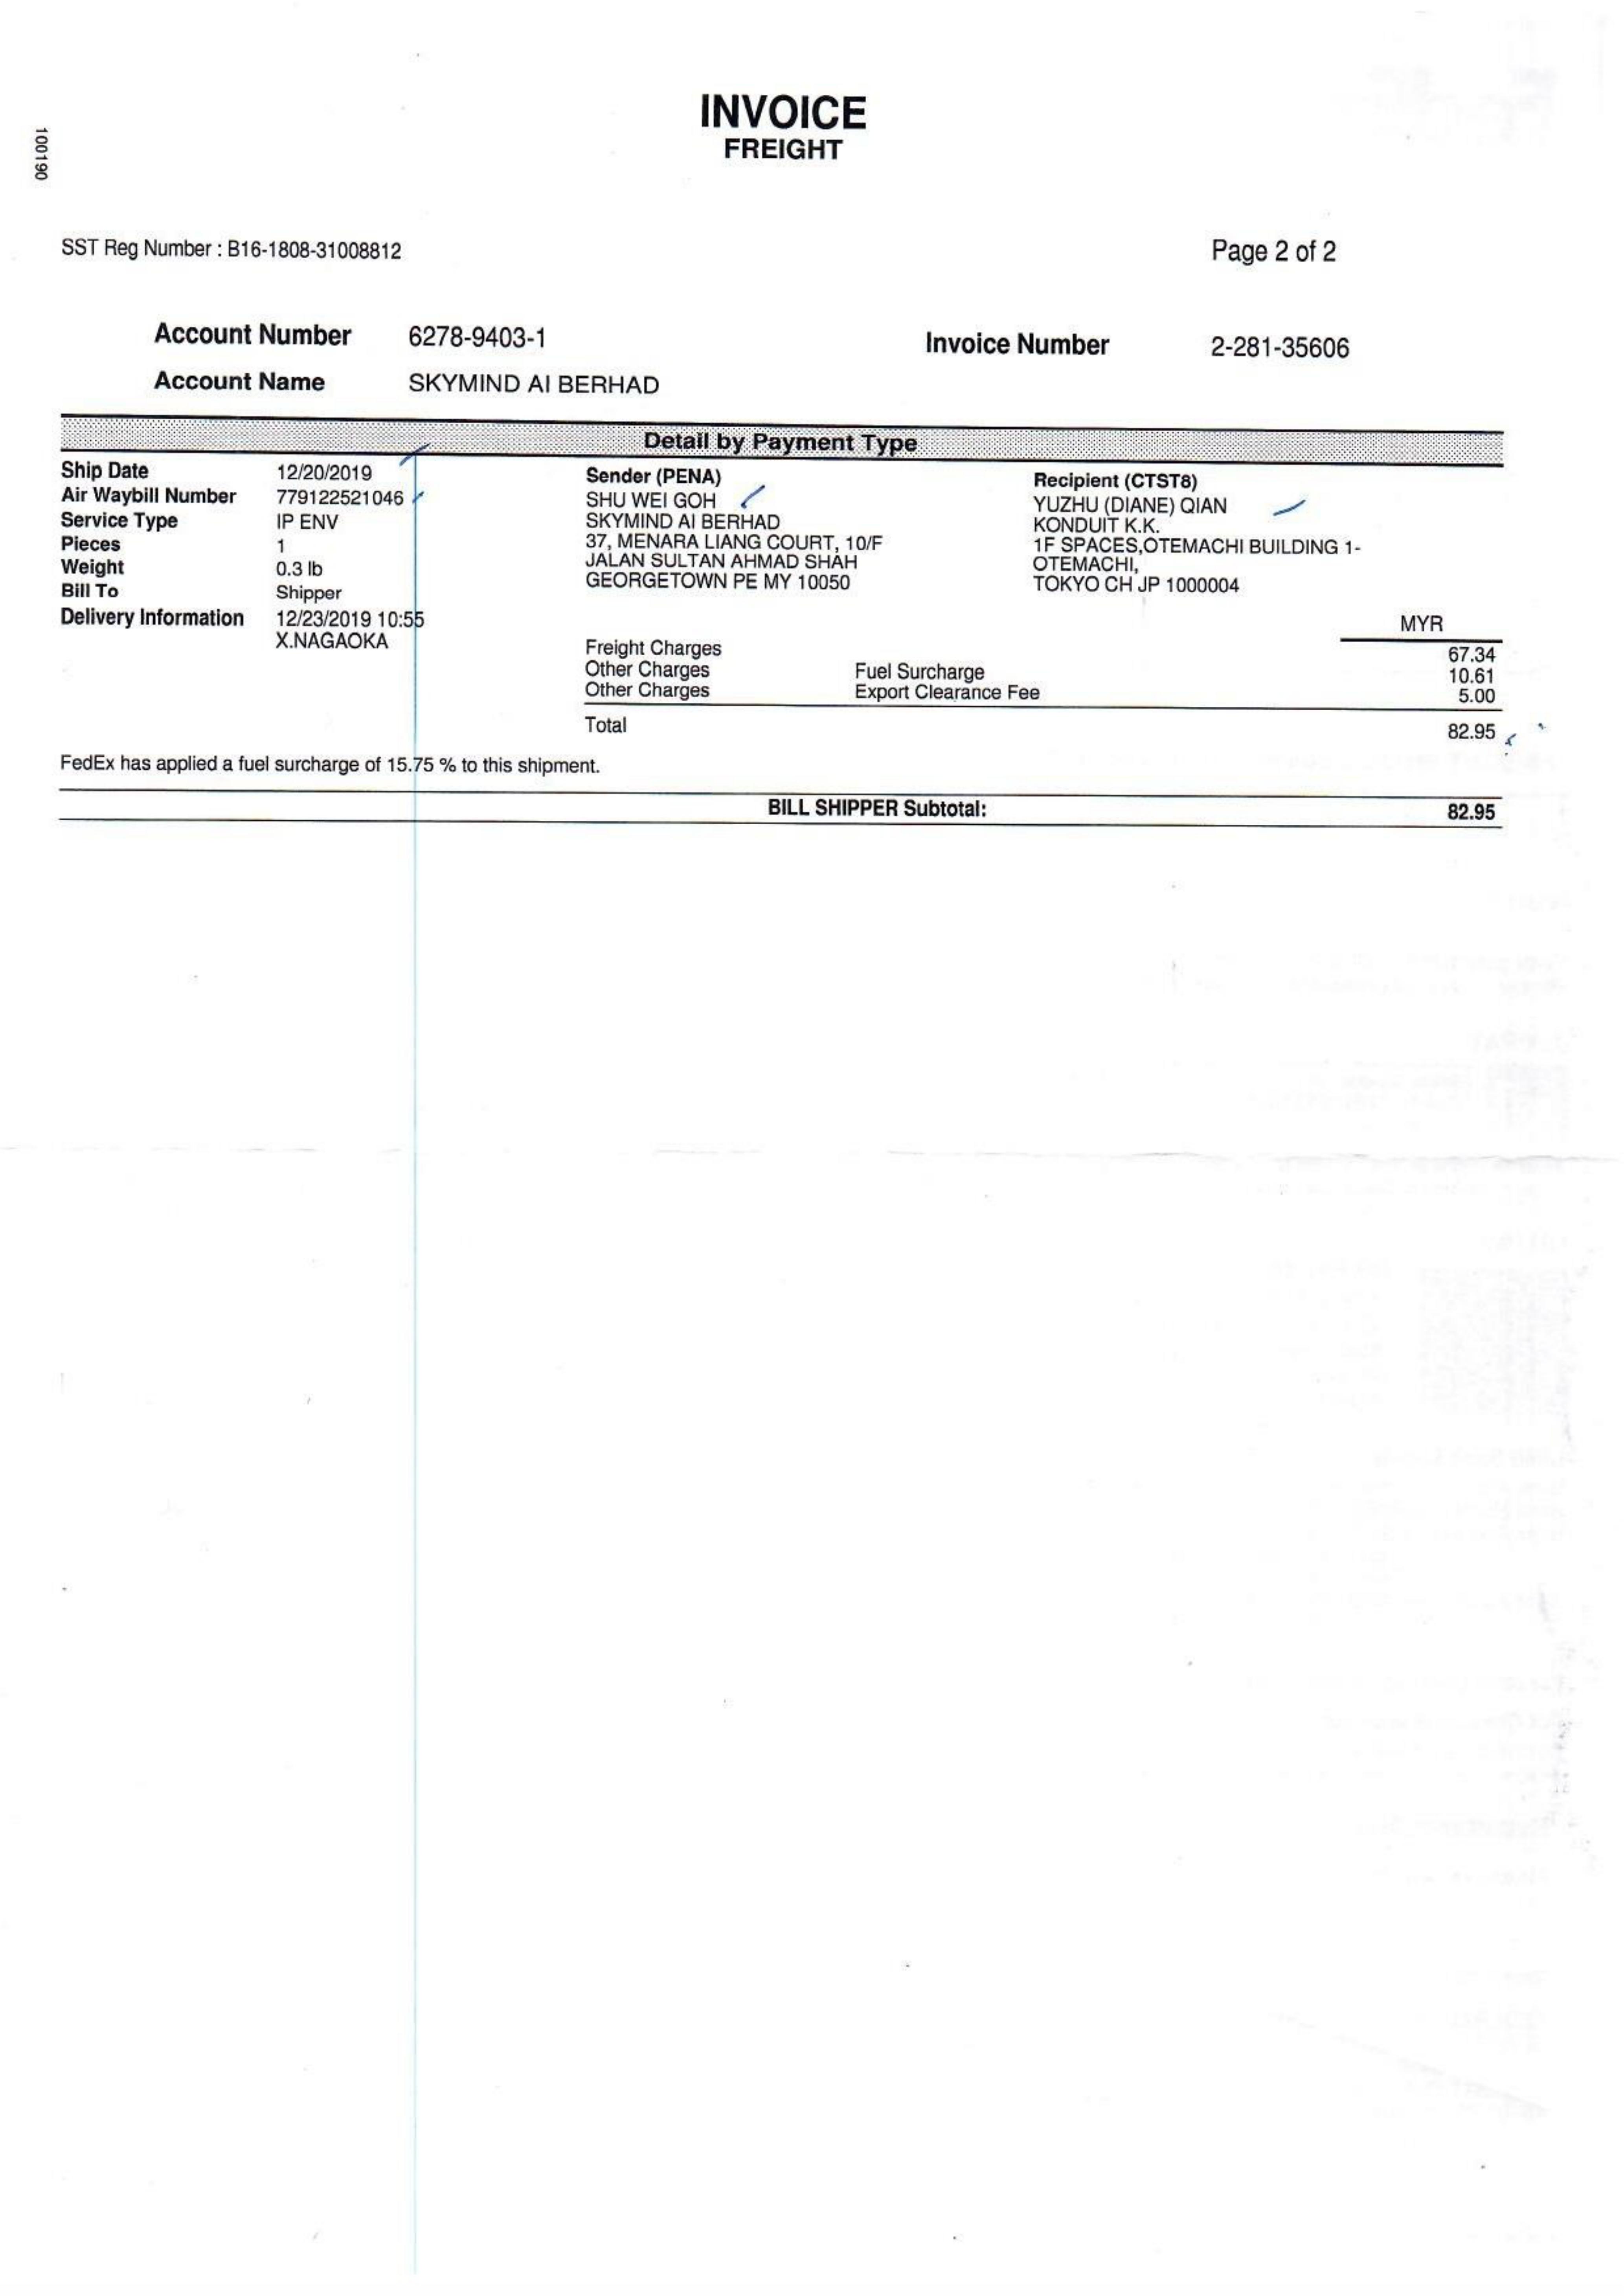 INVOICE
FREIGHT
100190
SST Reg Number : B16-1808-31008812
Page 2 of 2
Account Number 6278-9403-1
Invoice Number 2-281-35606
Account Name SKYMIND AI BERHAD
Detail by Payment Type
Ship Date 12/20/2019
Air Waybill Number 779122521046
Service Type IP ENV
Pieces 1
Weight 0.3 lb
Bill To Shipper
Delivery Information 12/23/2019 10:55
X.NAGAOKA
Sender (PENA)
SHU WEI GOH
SKYMIND AI BERHAD
37, MENARA LIANG COURT, 10/F
JALAN SULTAN AHMAD SHAH
GEORGETOWN PE MY 10050
Recipient (CTST8)
YUZHU (DIANE) QIAN
KONDUIT K.K.
1F SPACES,OTEMACHI BUILDING 1-
OTEMACHI,
TOKYO CH JP 1000004
MYR
Freight Charges 67.34
Other Charges Fuel Surcharge 10.61
Other Charges Export Clearance Fee 5.00
Total 82.95
FedEx has applied a fuel surcharge of 15.75 % to this shipment.
BILL SHIPPER Subtotal: 82.95